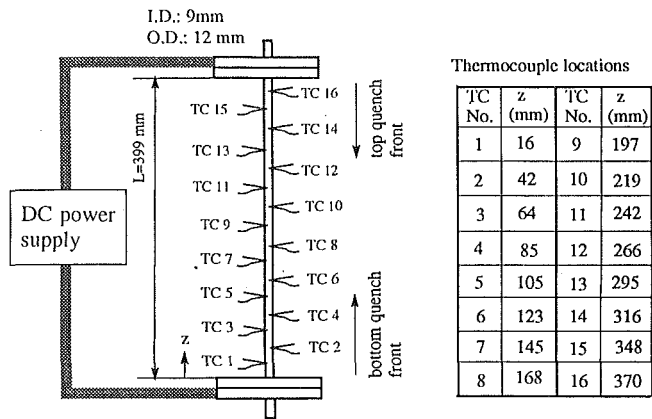 I.D.: 9mm
O.D.: 12 mm
L=399 mm
DC power
supply
z
TC 16
TC 15
TC 14
TC 13
TC 12
TC 11
TC 10
TC 9
TC 8
TC 7
TC 6
TC 5
TC 4
TC 3
TC 2
TC 1
top quench
front
bottom quench
front
Thermocouple locations
TC No. z (mm) TC No. z (mm)
1 16 9 197
2 42 10 219
3 64 11 242
4 85 12 266
5 105 13 295
6 123 14 316
7 145 15 348
8 168 16 370